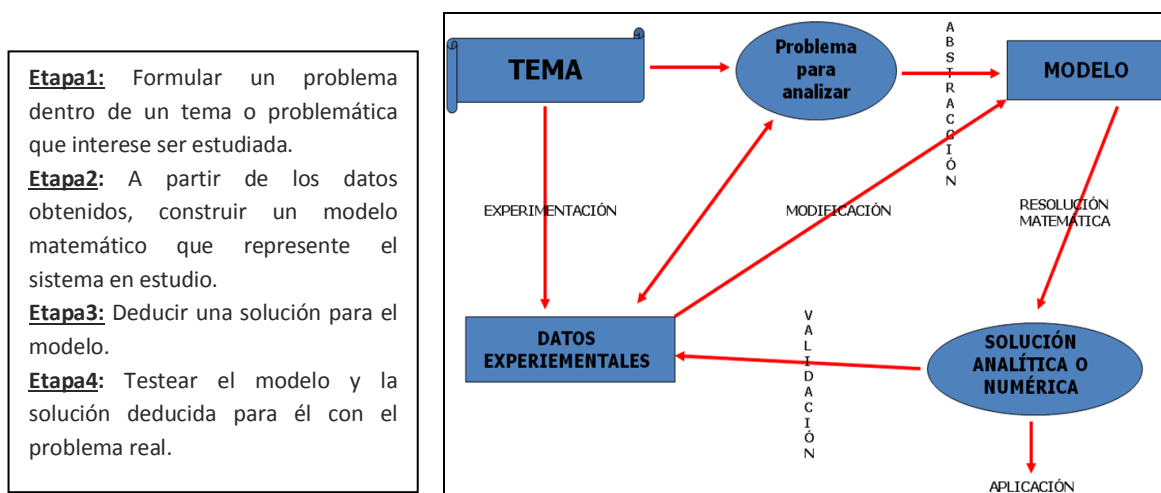 Etapa1: Formular un problema
dentro de un tema o problemática
que interese ser estudiada.
Etapa2: A partir de los datos
obtenidos, construir un modelo
matemático que represente el
sistema en estudio.
Etapa3: Deducir una solución para el
modelo.
Etapa4: Testear el modelo y la
solución deducida para él con el
problema real.
TEMA
Problema
para
analizar
ABSTRACCIÓN
MODELO
EXPERIMENTACIÓN
MODIFICACIÓN
RESOLUCIÓN
MATEMÁTICA
DATOS
EXPERIEMENTALES
VALIDACIÓN
SOLUCIÓN
ANALÍTICA O
NUMÉRICA
APLICACIÓN